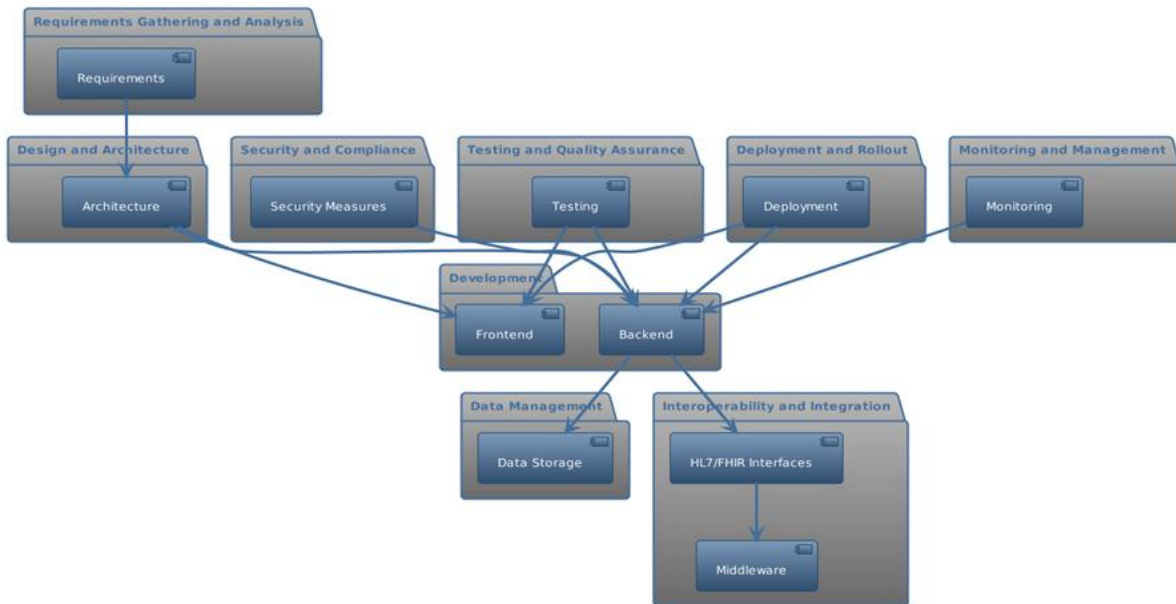 Requirements Gathering and Analysis
Requirements
Design and Architecture
Architecture
Security and Compliance
Security Measures
Testing and Quality Assurance
Testing
Deployment and Rollout
Deployment
Monitoring and Management
Monitoring
Development
Frontend
Backend
Data Management
Data Storage
Interoperability and Integration
HL7/FHIR Interfaces
Middleware